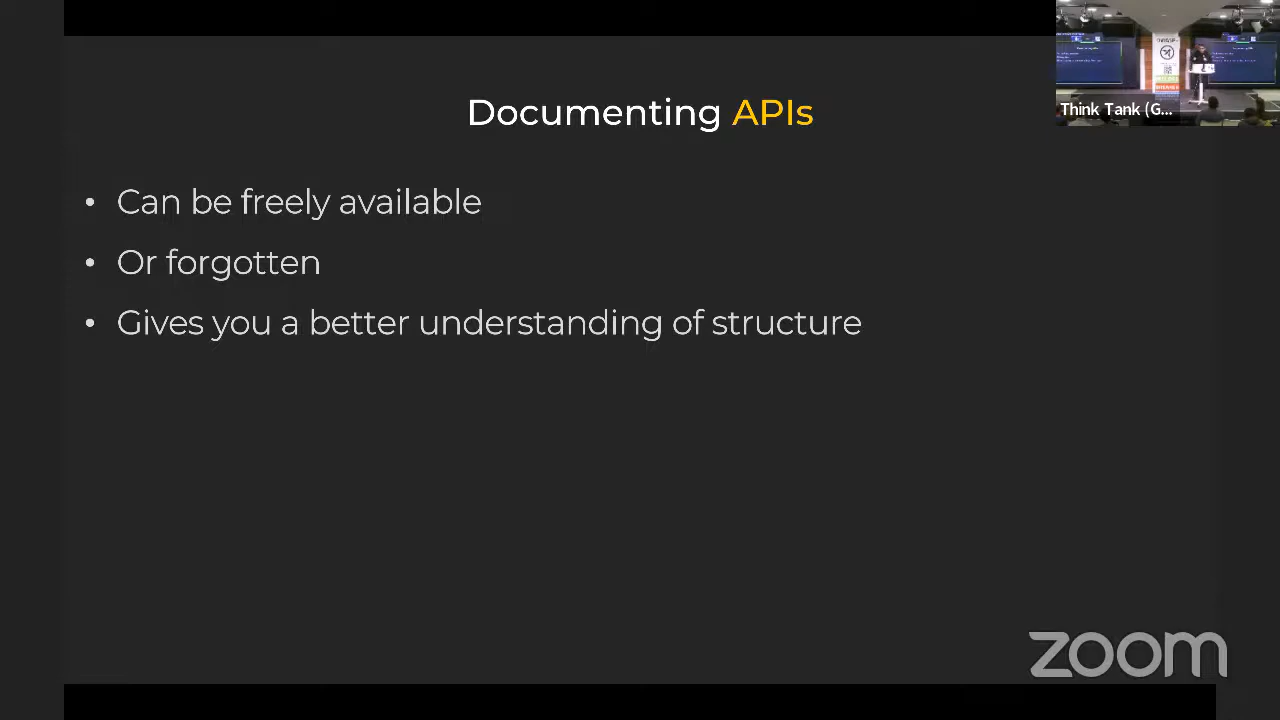 Documenting APIs
• Can be freely available
• Or forgotten
• Gives you a better understanding of structure
Think Tank (G...
zoom